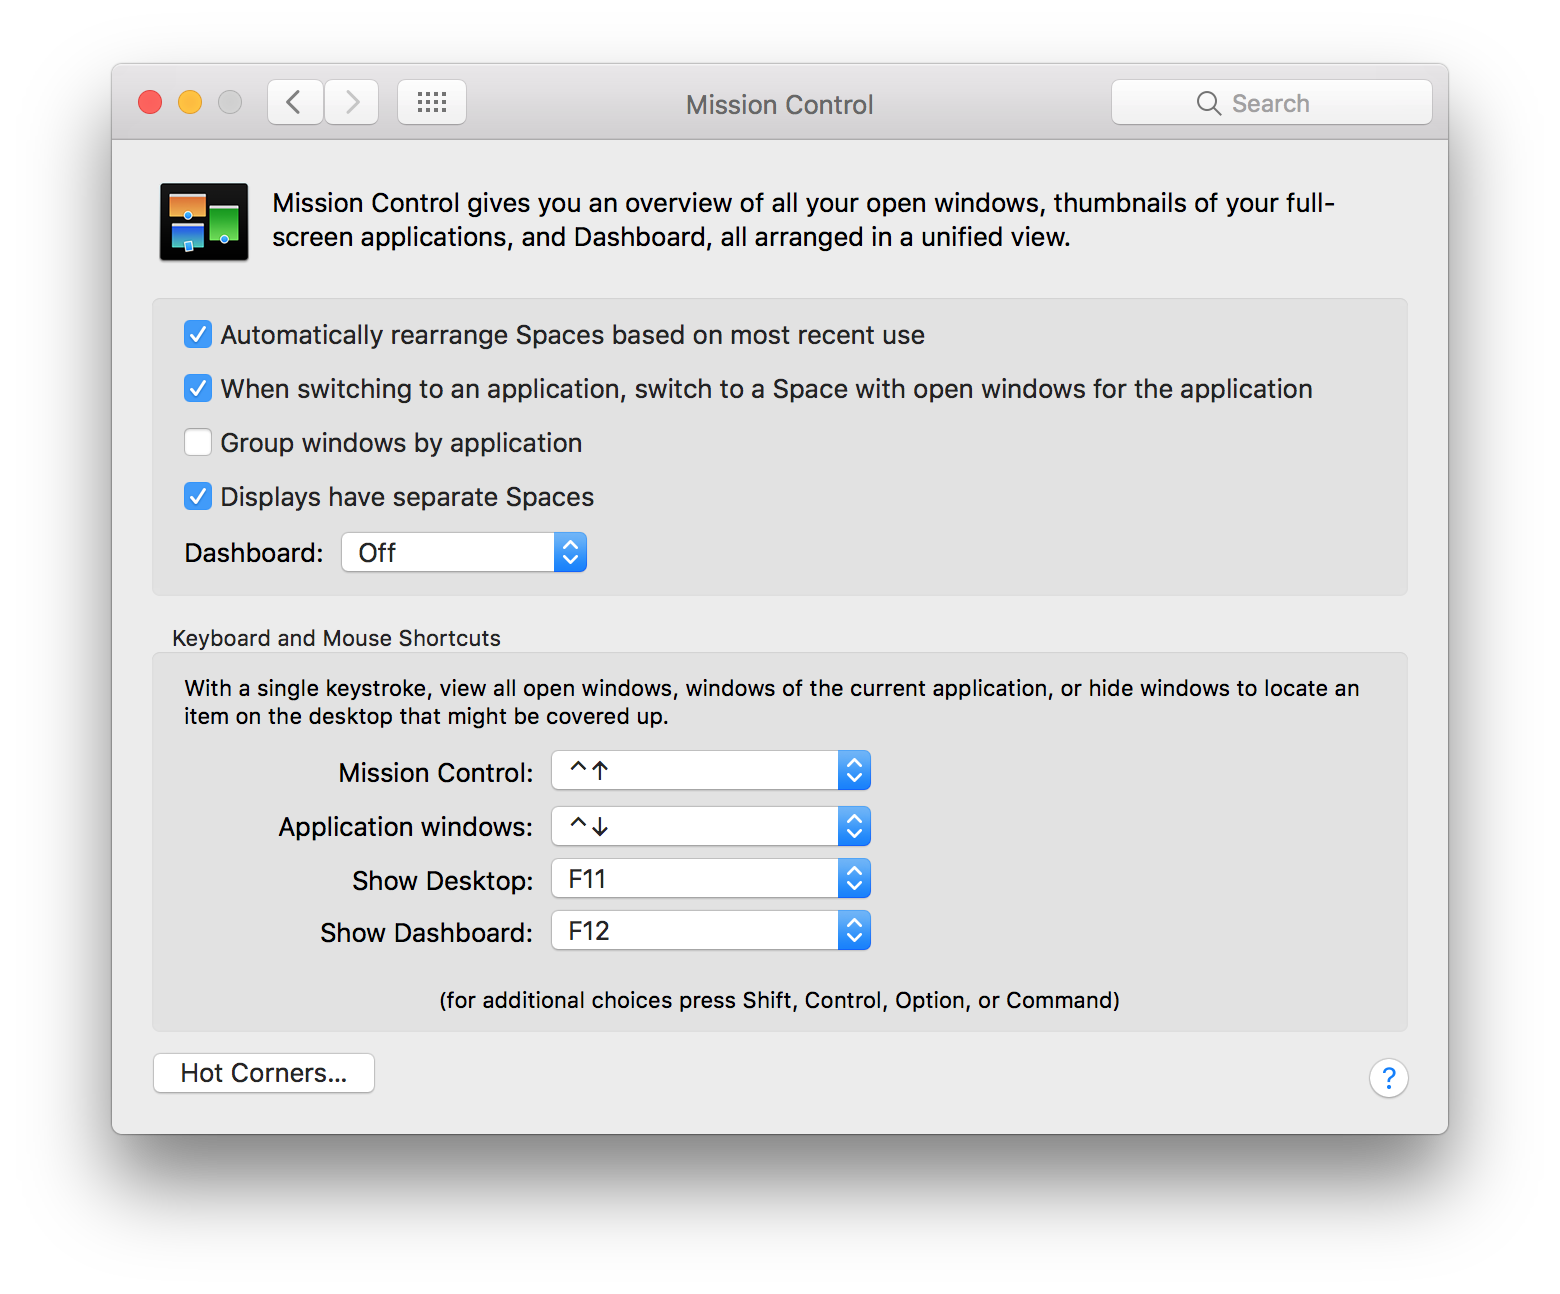 Mission Control
Search
Mission Control gives you an overview of all your open windows, thumbnails of your full-
screen applications, and Dashboard, all arranged in a unified view.
Automatically rearrange Spaces based on most recent use
When switching to an application, switch to a Space with open windows for the application
Group windows by application
Displays have separate Spaces
Dashboard: Off
Keyboard and Mouse Shortcuts
With a single keystroke, view all open windows, windows of the current application, or hide windows to locate an
item on the desktop that might be covered up.
Mission Control: ^↑
Application windows: ^↓
Show Desktop: F11
Show Dashboard: F12
(for additional choices press Shift, Control, Option, or Command)
Hot Corners...
?